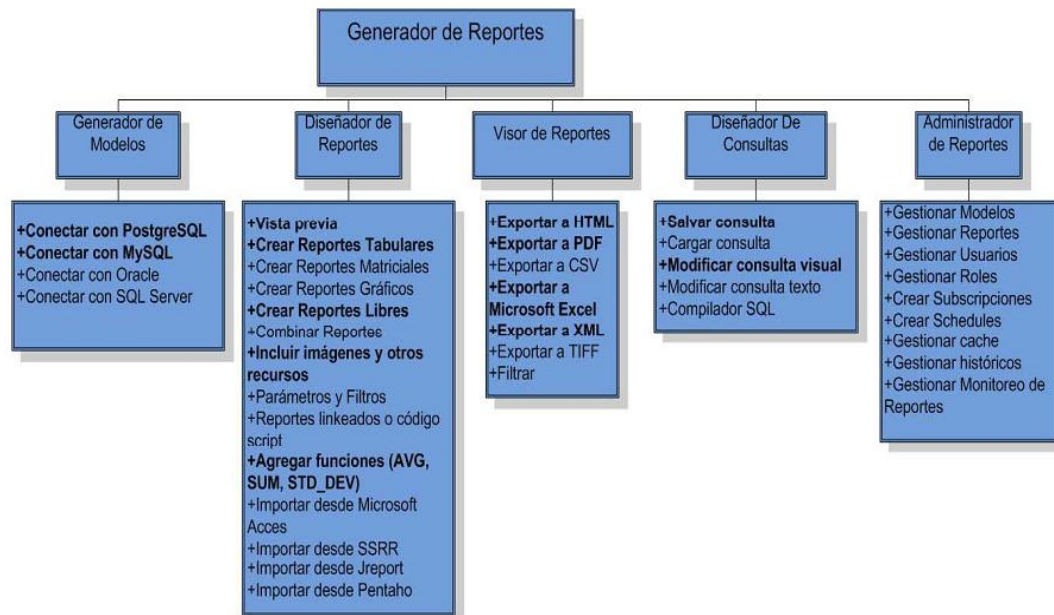 Generador de Reportes
Generador de
Modelos
Diseñador de
Reportes
Visor de Reportes
Diseñador De
Consultas
Administrador
de Reportes
+Conectar con PostgreSQL
+Conectar con MySQL
+Conectar con Oracle
+Conectar con SQL Server
+Vista previa
+Crear Reportes Tabulares
+Crear Reportes Matriciales
+Crear Reportes Gráficos
+Crear Reportes Libres
+Combinar Reportes
+Incluir imágenes y otros
recursos
+Parámetros y Filtros
+Reportes linkeados o código
script
+Agregar funciones (AVG,
SUM, STD_DEV)
+Importar desde Microsoft
Acces
+Importar desde SSRR
+Importar desde Jreport
+Importar desde Pentaho
+Exportar a HTML
+Exportar a PDF
+Exportar a CSV
+Exportar a
Microsoft Excel
+Exportar a XML
+Exportar a TIFF
+Filtrar
+Salvar consulta
+Cargar consulta
+Modificar consulta visual
+Modificar consulta texto
+Compilador SQL
+Gestionar Modelos
+Gestionar Reportes
+Gestionar Usuarios
+Gestionar Roles
+Crear Subscripciones
+Crear Schedules
+Gestionar cache
+Gestionar históricos
+Gestionar Monitoreo de
Reportes